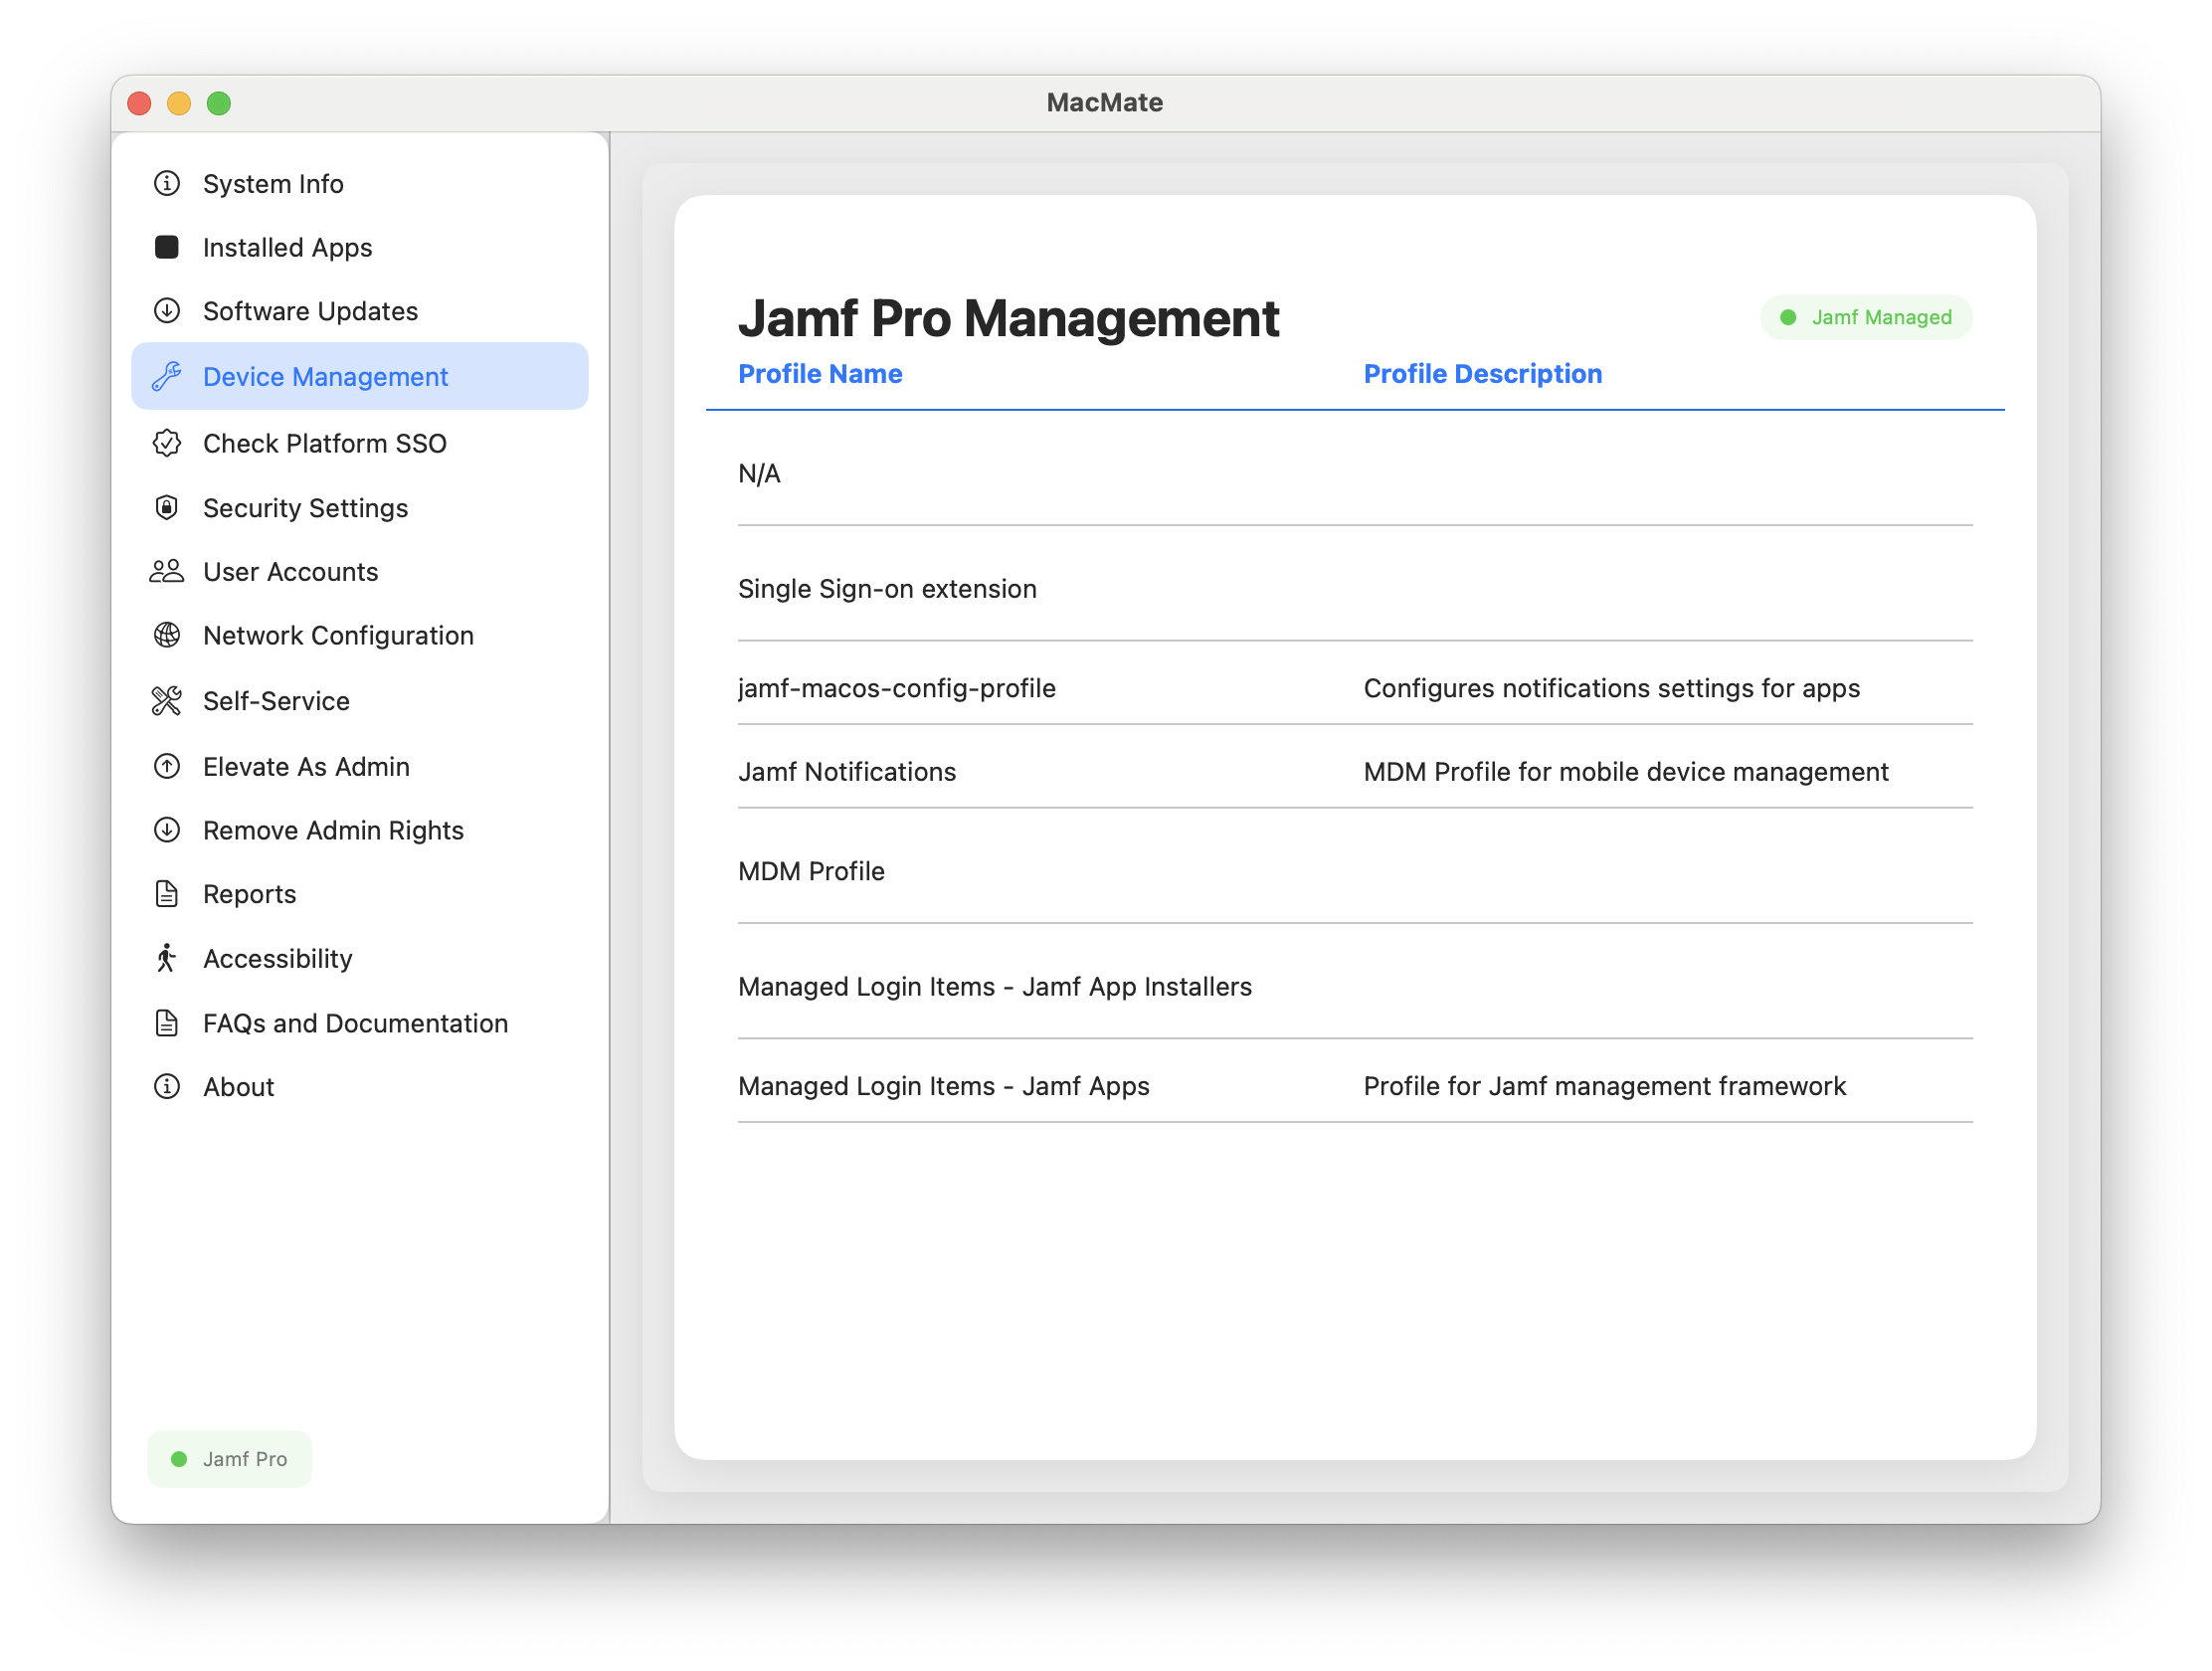 MacMate
System Info
Installed Apps
Software Updates
Device Management
Check Platform SSO
Security Settings
User Accounts
Network Configuration
Self-Service
Elevate As Admin
Remove Admin Rights
Reports
Accessibility
FAQs and Documentation
About
Jamf Pro
Jamf Pro Management
Jamf Managed
Profile Name Profile Description
N/A
Single Sign-on extension
jamf-macos-config-profile Configures notifications settings for apps
Jamf Notifications MDM Profile for mobile device management
MDM Profile
Managed Login Items - Jamf App Installers
Managed Login Items - Jamf Apps Profile for Jamf management framework